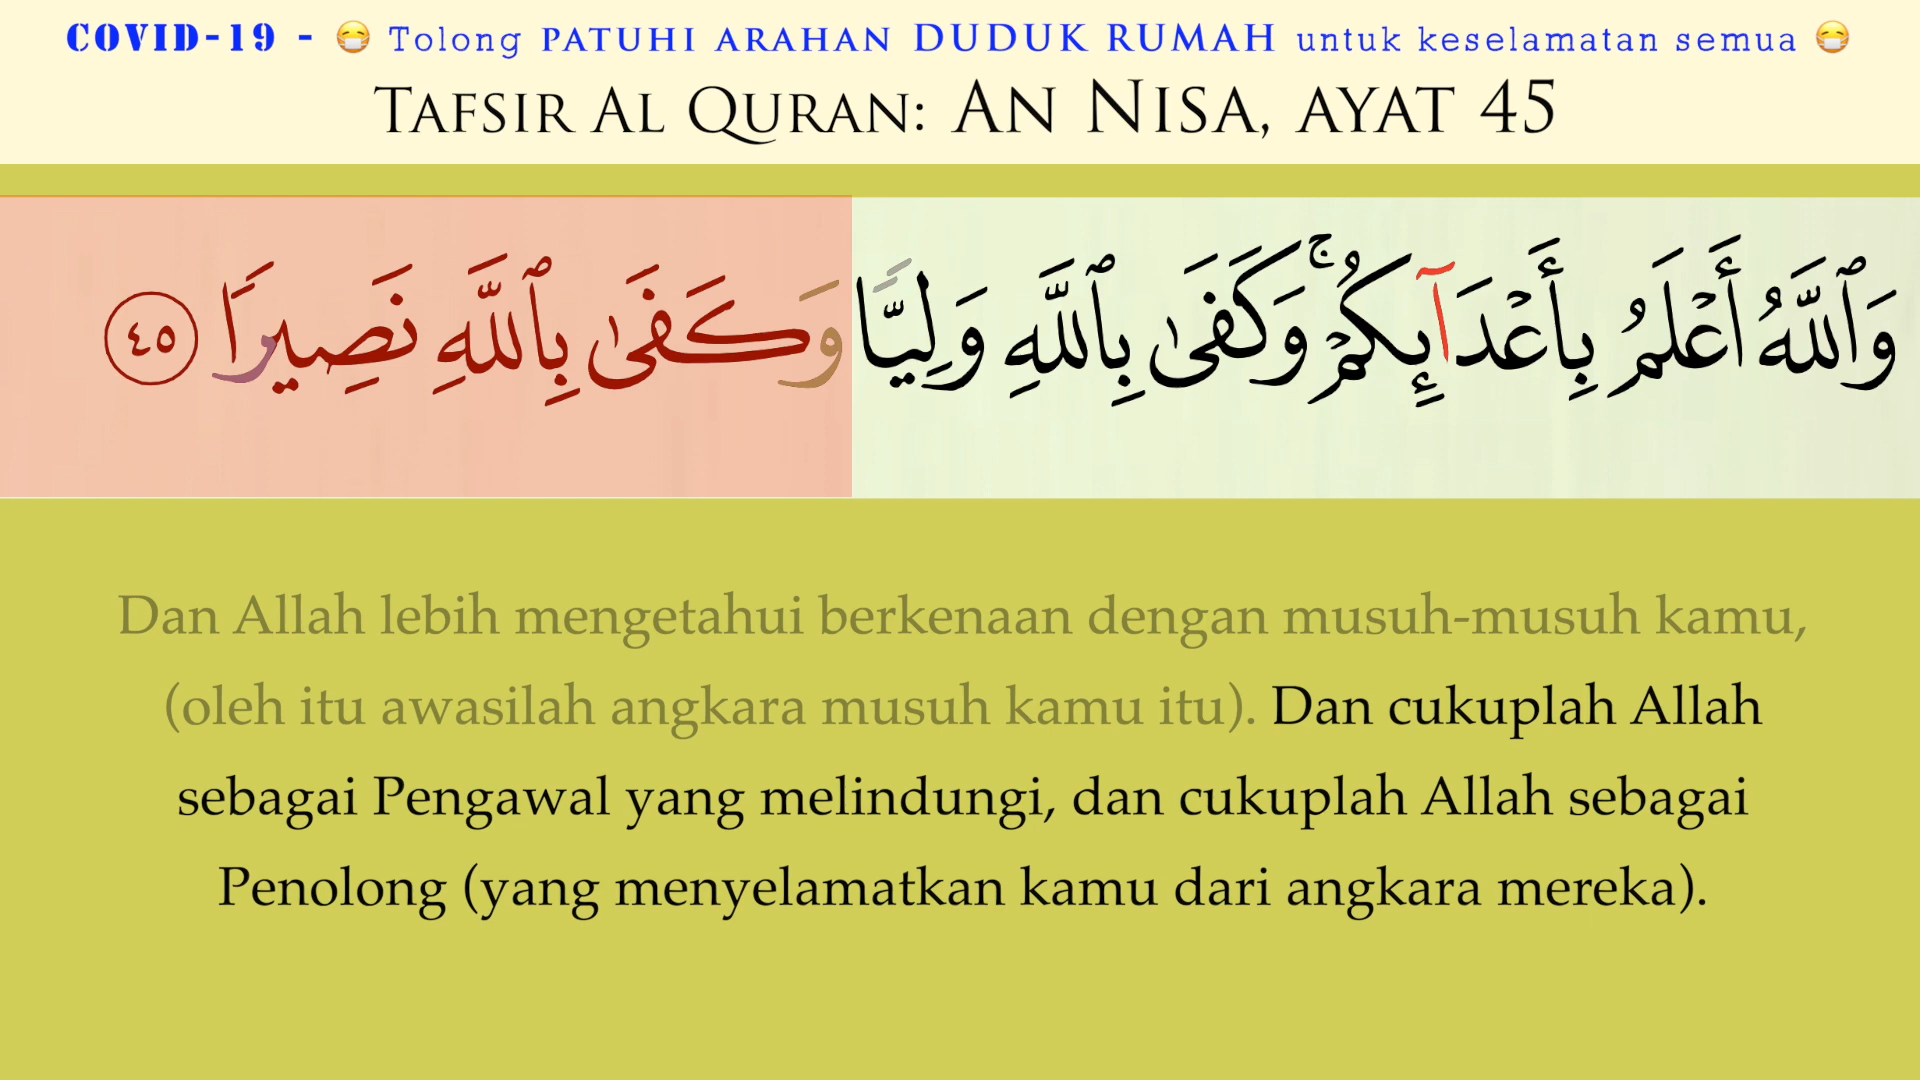 COVID-19 - 😷 Tolong PATUHI ARAHAN DUDUK RUMAH untuk keselamatan semua 😷
TAFSIR AL QURAN: AN NISA, AYAT 45
وَٱللَّهُ أَعْلَمُ بِأَعْدَآئِكُمْ ۚ وَكَفَىٰ بِٱللَّهِ وَلِيًّا وَكَفَىٰ بِٱللَّهِ نَصِيرًا ٤٥
Dan Allah lebih mengetahui berkenaan dengan musuh-musuh kamu,
(oleh itu awasilah angkara musuh kamu itu). Dan cukuplah Allah
sebagai Pengawal yang melindungi, dan cukuplah Allah sebagai
Penolong (yang menyelamatkan kamu dari angkara mereka).